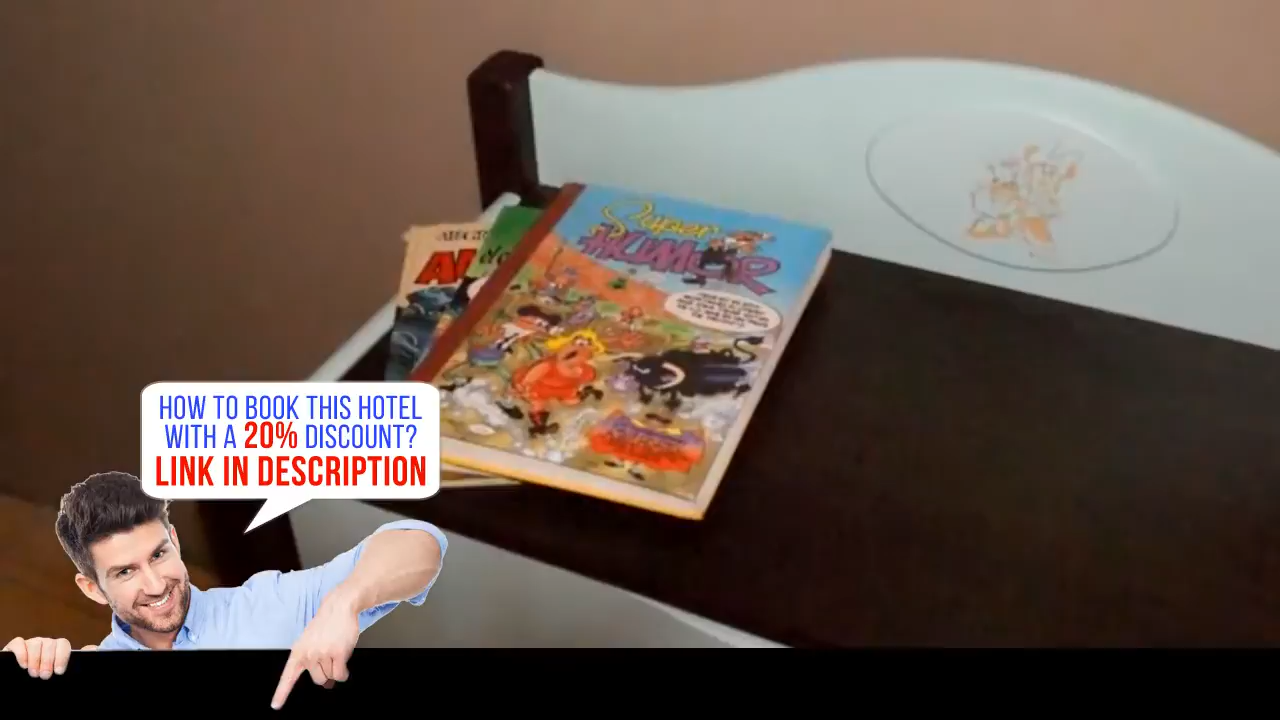 Super
HUMOR
HOW TO BOOK THIS HOTEL
WITH A 20% DISCOUNT?
LINK IN DESCRIPTION